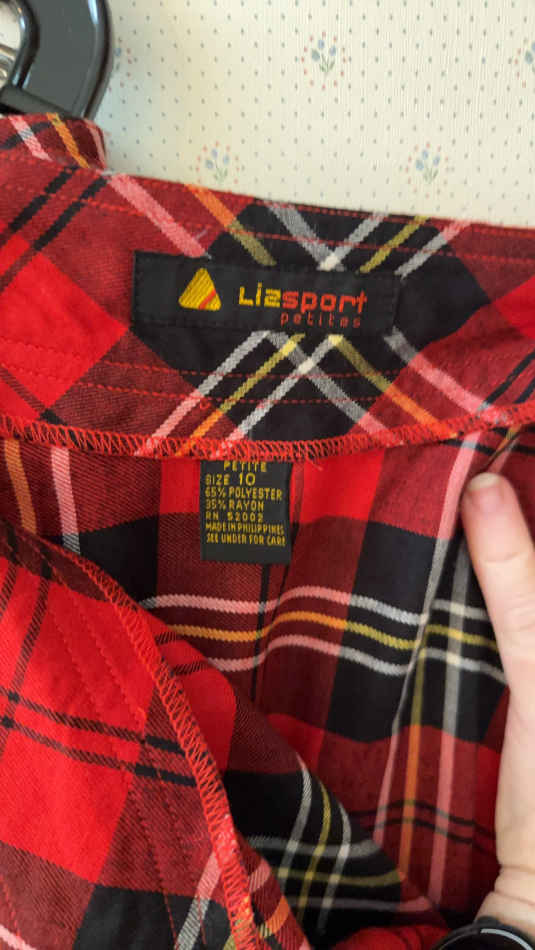 Lizsport
petites
PETITE
SIZE 10
65% POLYESTER
35% RAYON
RN 52002
MADE IN PHILIPPINES
SEE UNDER FOR CARE